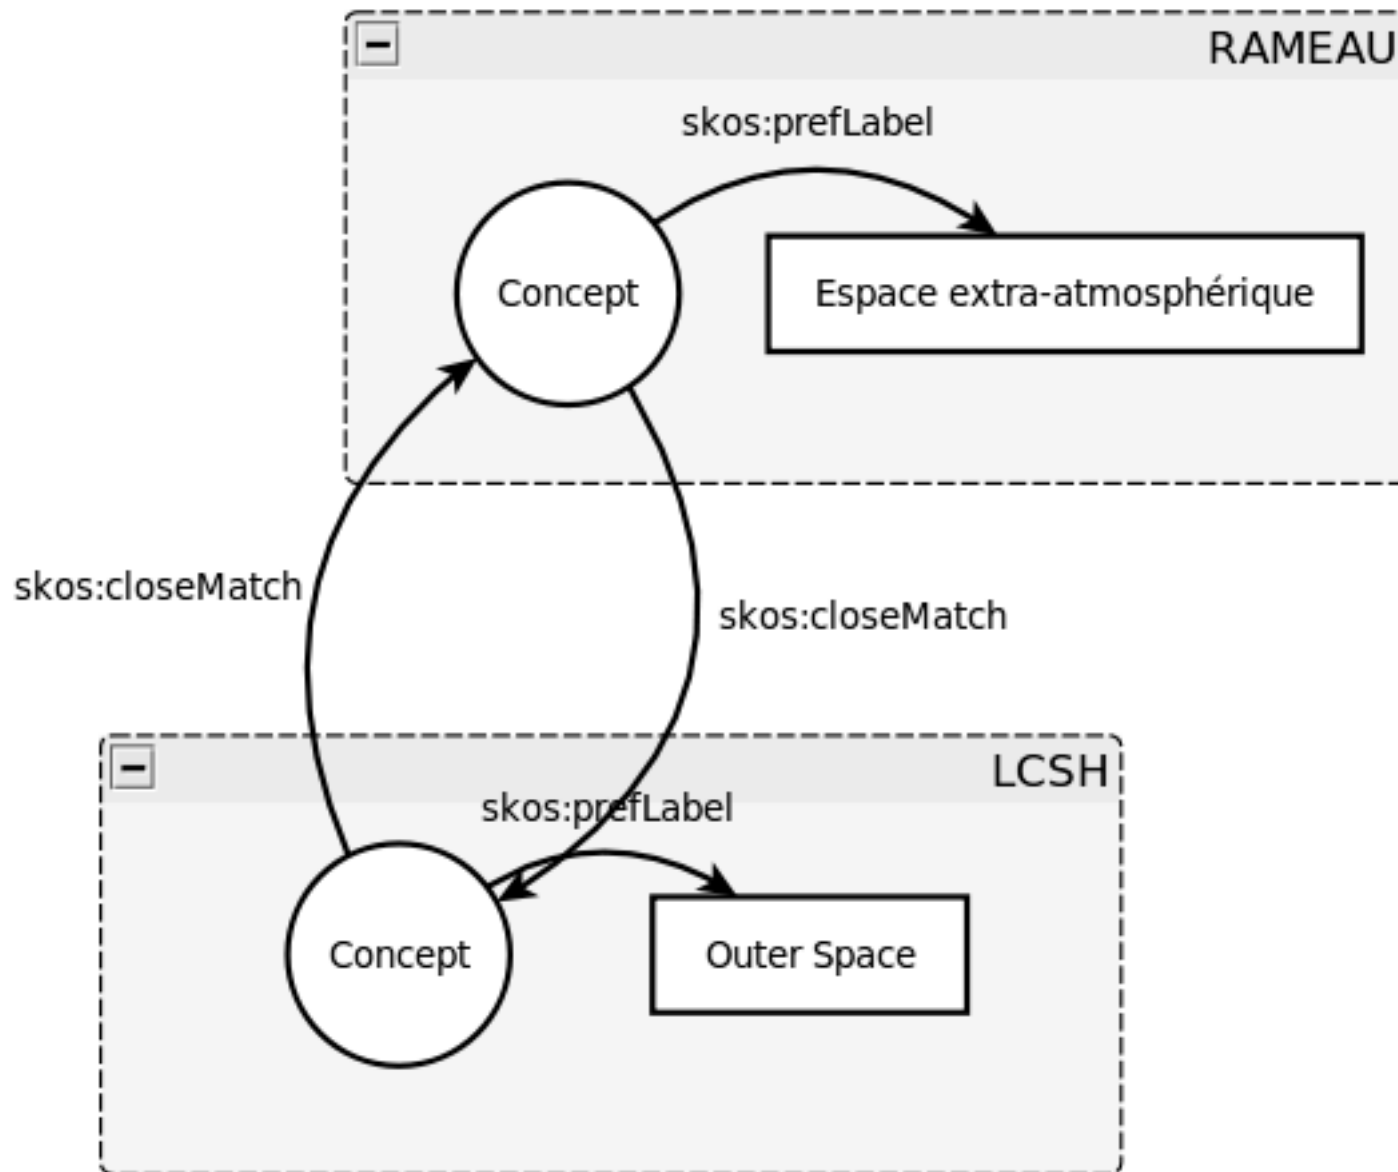 RAMEAU
skos:prefLabel
Concept
Espace extra-atmosphérique
skos:closeMatch
skos:closeMatch
LCSH
skos:prefLabel
Concept
Outer Space